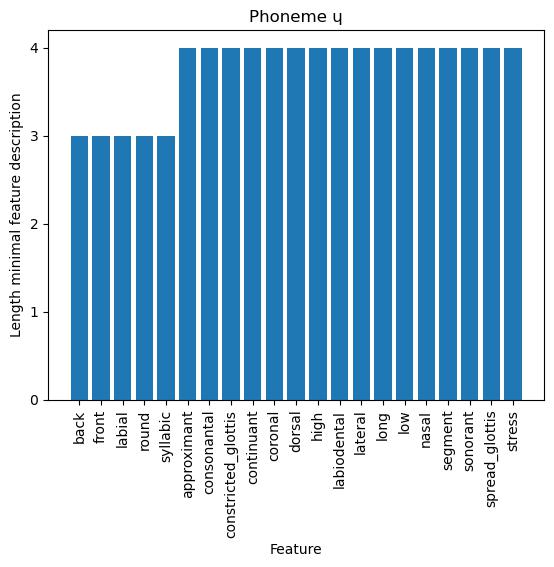 Phoneme ɥ
Length minimal feature description
4
3
2
1
0
back
front
labial
round
syllabic
approximant
consonantal
constricted_glottis
continuant
coronal
dorsal
high
labiodental
lateral
long
low
nasal
segment
sonorant
spread_glottis
stress
Feature